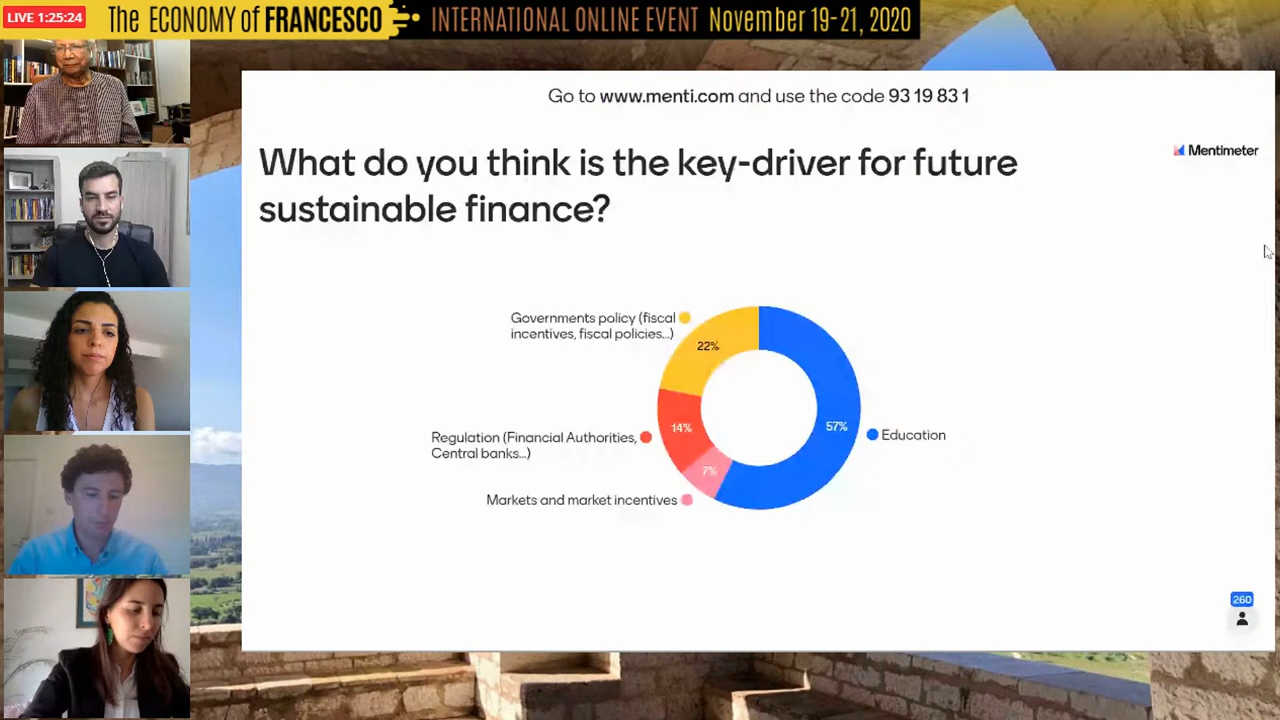 LIVE 1:25:24
The ECONOMY of FRANCESCO
INTERNATIONAL ONLINE EVENT November 19-21, 2020
Go to www.menti.com and use the code 93 19 83 1
What do you think is the key-driver for future
sustainable finance?
Mentimeter
Governments policy (fiscal
incentives, fiscal policies...)
22%
Regulation (Financial Authorities,
Central banks...)
14%
57%
Education
7%
Markets and market incentives
260